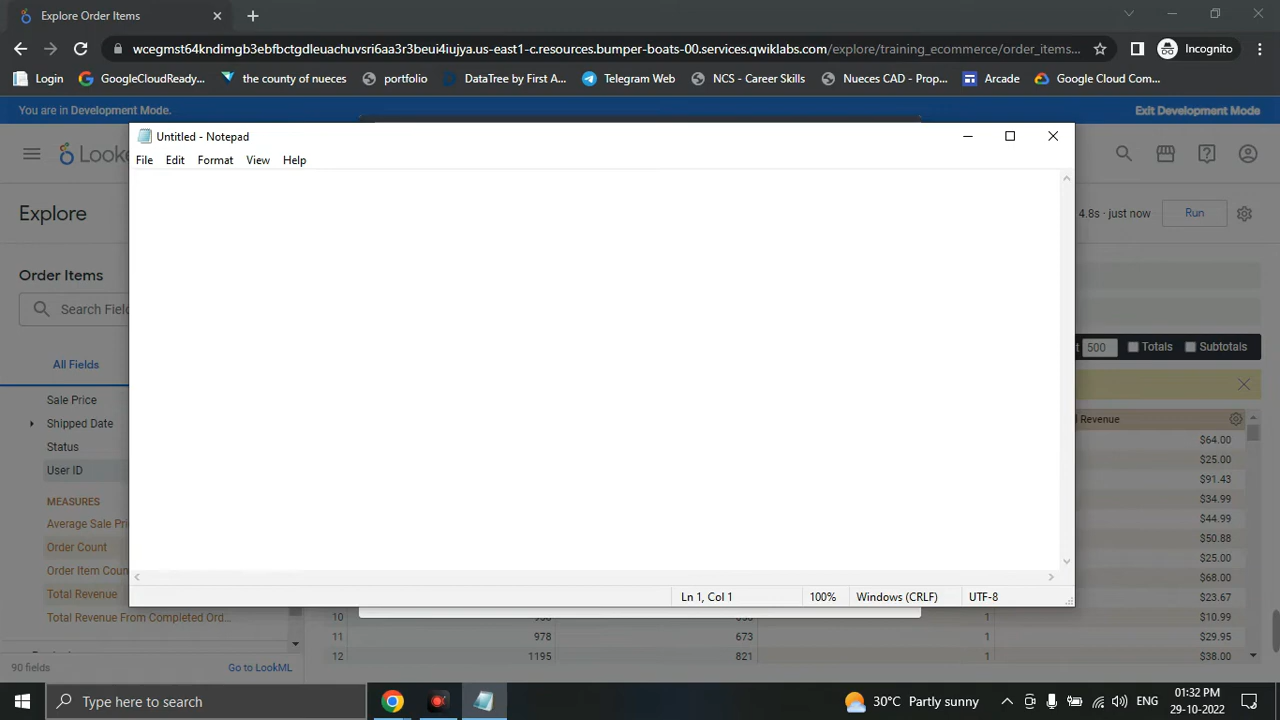 Explore Order Items
Incognito
wcegmst64kndimgb3ebfbctgdleuachuvsri6aa3r3beui4iujya.us-east1-c.resources.bumper-boats-00.services.qwiklabs.com/explore/training_ecommerce/order_items...
Login
GoogleCloudReady...
the county of nueces
portfolio
DataTree by First A...
Telegram Web
NCS - Career Skills
Nueces CAD - Prop...
Arcade
Google Cloud Com...
You are in Development Mode.
Exit Development Mode
Untitled - Notepad
File Edit Format View Help
Explore
4.8s · just now
Run
Order Items
Search Field
500
Totals
Subtotals
All Fields
Sale Price
Shipped Date
Status
User ID
MEASURES
Average Sale Pri
Order Count
Order Item Coun
Total Revenue
Total Revenue From Completed Ord...
90 fields
Go to LookML
Revenue
$64.00
$25.00
$91.43
$34.99
$44.99
$50.88
$25.00
$68.00
$23.67
10 1 $10.99
11 978 673 1 $29.95
12 1195 821 1 $38.00
Ln 1, Col 1
100%
Windows (CRLF)
UTF-8
Type here to search
30°C Partly sunny
ENG
01:32 PM
29-10-2022